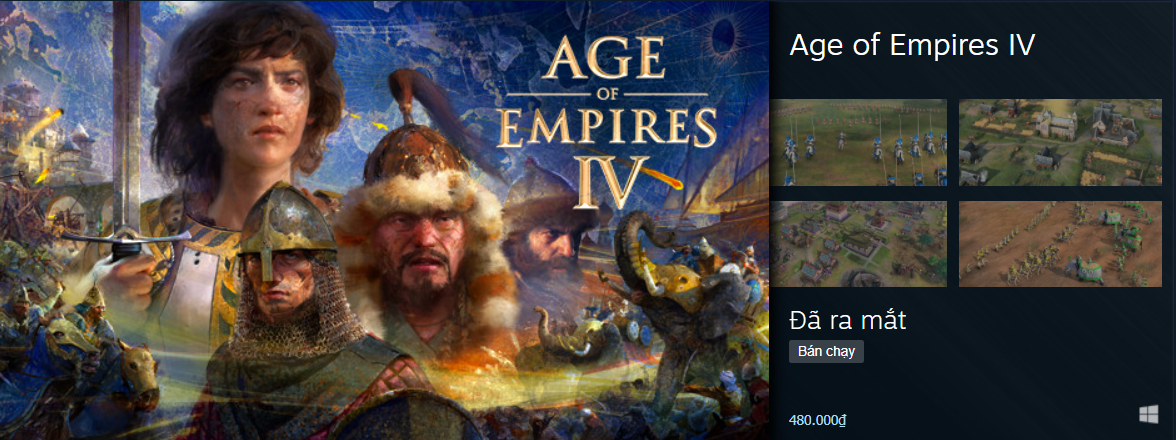 AGE
OF
EMPIRES
IV
Age of Empires IV
Đã ra mắt
Bán chạy
480.000₫